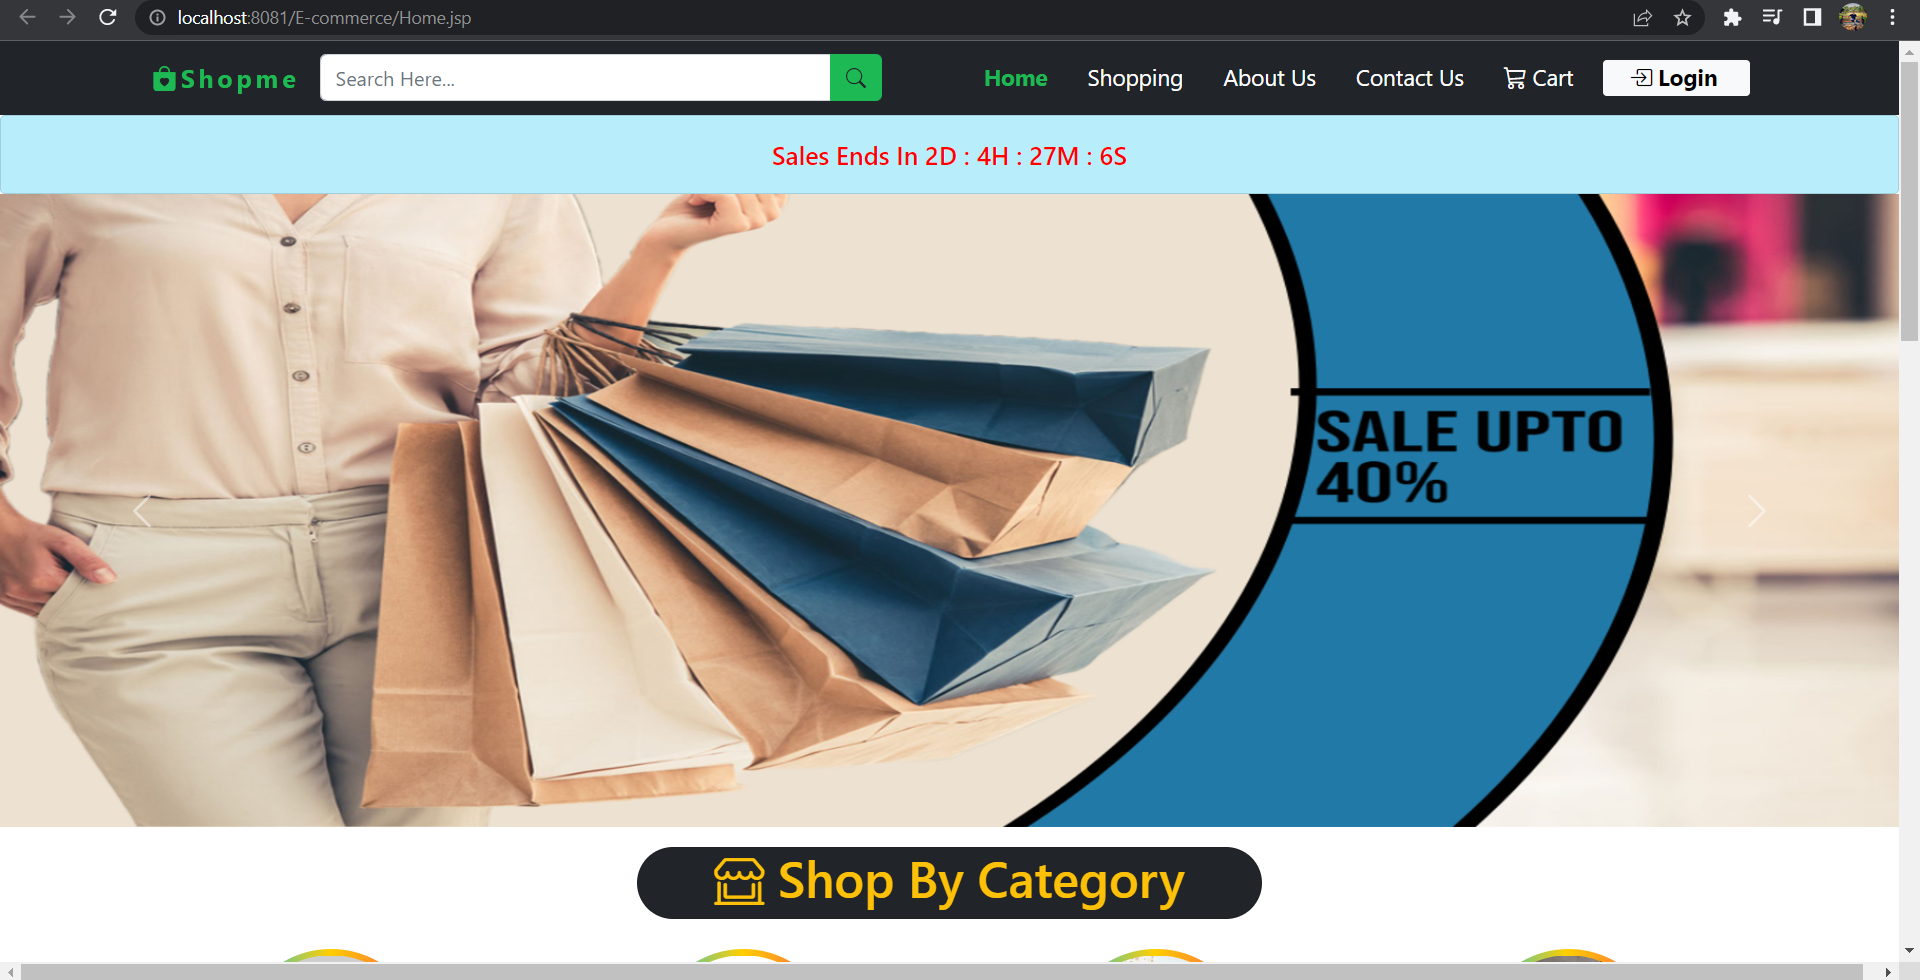 localhost:8081/E-commerce/Home.jsp
Shopme
Search Here...
Home
Shopping
About Us
Contact Us
Cart
Login
Sales Ends In 2D : 4H : 27M : 6S
SALE UPTO
40%
Shop By Category